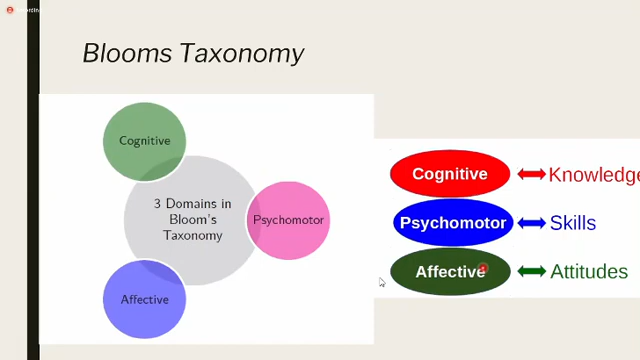 Blooms Taxonomy
Cognitive
3 Domains in
Bloom's
Taxonomy
Psychomotor
Affective
Cognitive Knowledge
Psychomotor Skills
Affective Attitudes